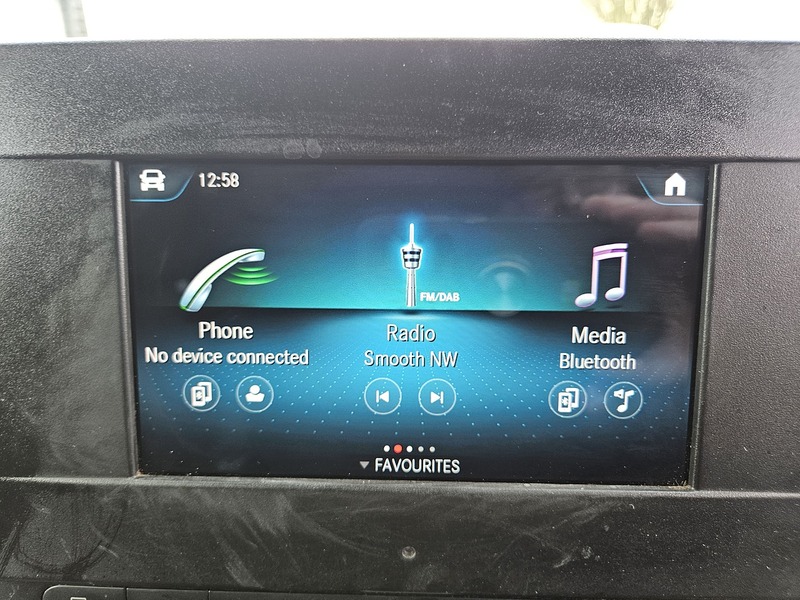 12:58
FM/DAB
Phone
No device connected
Radio
Smooth NW
Media
Bluetooth
FAVOURITES